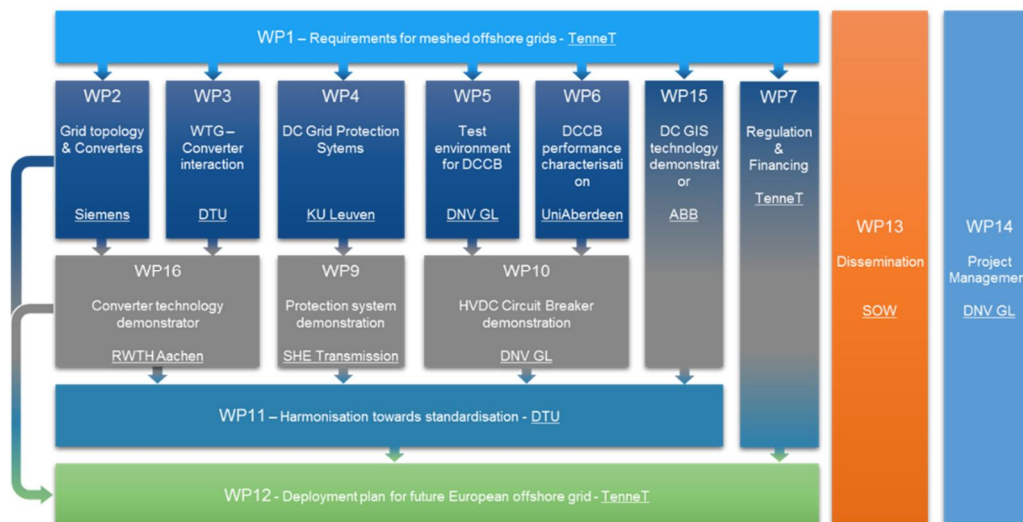 WP1 – Requirements for meshed offshore grids - TenneT
WP2
Grid topology
& Converters
Siemens
WP3
WTG –
Converter
interaction
DTU
WP4
DC Grid Protection
Sytems
KU Leuven
WP5
Test
environment
for DCCB
DNV GL
WP6
DCCB
performance
characterisati
on
UniAberdeen
WP15
DC GIS
technology
demonstrat
or
ABB
WP7
Regulation
&
Financing
TenneT
WP16
Converter technology
demonstrator
RWTH Aachen
WP9
Protection system
demonstration
SHE Transmission
WP10
HVDC Circuit Breaker
demonstration
DNV GL
WP11 – Harmonisation towards standardisation - DTU
WP12 - Deployment plan for future European offshore grid - TenneT
WP13
Dissemination
SOW
WP14
Project
Management
DNV GL